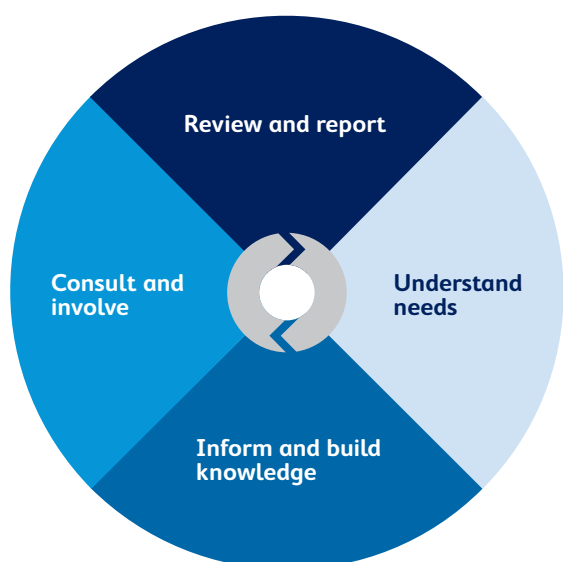 Review and report
Understand
needs
Inform and build
knowledge
Consult and
involve